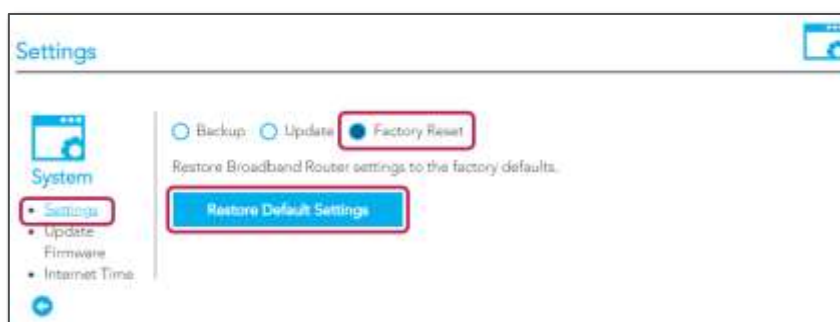 Settings
Backup Update Factory Reset
Restore Broadband Router settings to the factory defaults.
System
Restore Default Settings
Settings
Update
Firmware
Internet Time